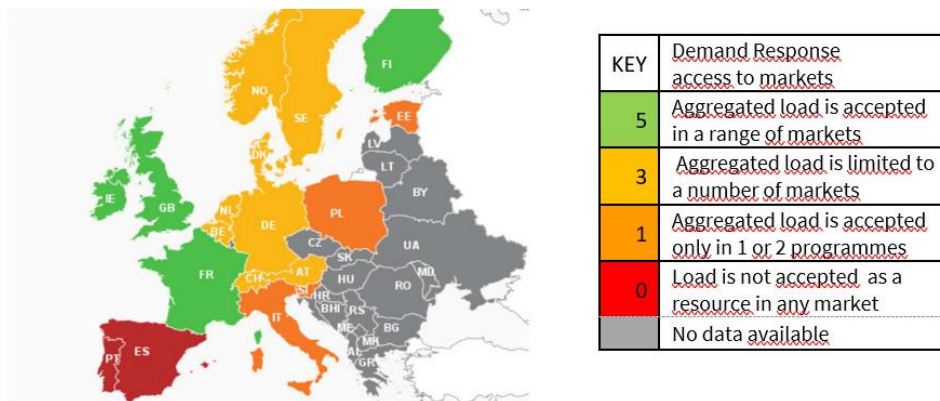 FI
NO
SE
EE
LV
DK
LT
BY
IE
GB
NL
BE
DE
PL
CZ
UA
SK
FR
CH
AT
HU
MD
SI
HR
RO
BHI
RS
IT
ME
BG
MK
AL
GR
PT
ES
KEY
Demand Response
access to markets
5
Aggregated load is accepted
in a range of markets
3
Aggregated load is limited to
a number of markets
1
Aggregated load is accepted
only in 1 or 2 programmes
0
Load is not accepted as a
resource in any market
No data available